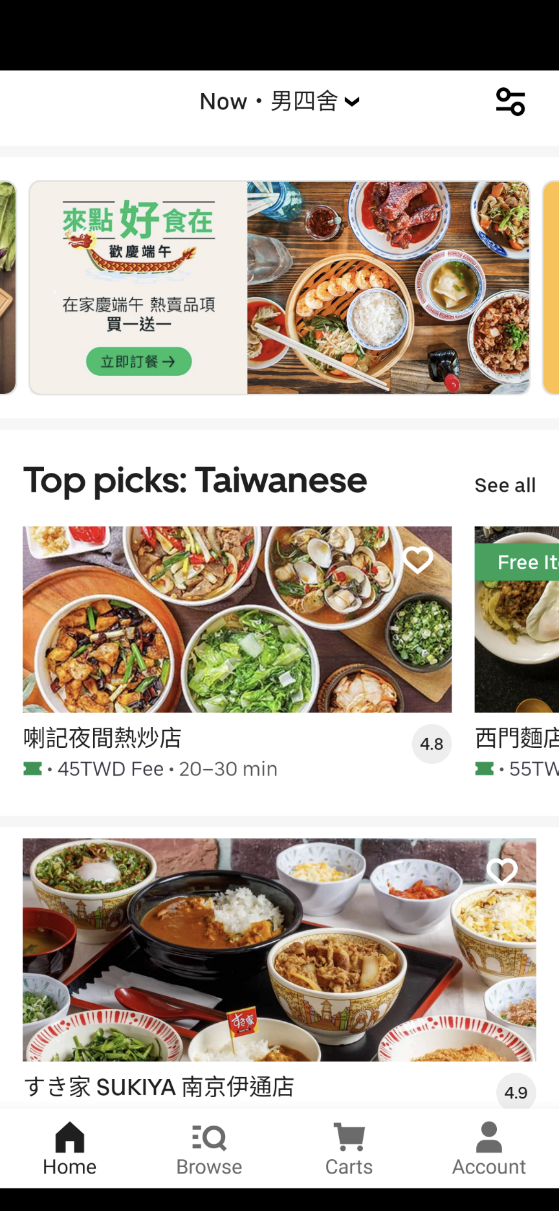 Now • 男四舍
來點好食在
歡慶端午
在家慶端午 熱賣品項
買一送一
立即訂餐→
Top picks: Taiwanese
See all
Free It
喇記夜間熱炒店
4.8
西門麵店
• 45TWD Fee • 20–30 min
• 55TW
すき家
すき家 SUKIYA 南京伊通店
4.9
Home
Browse
Carts
Account